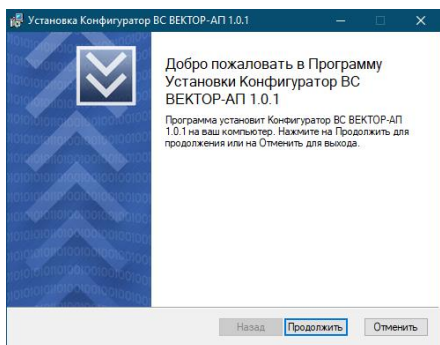 Установка Конфигуратор ВС ВЕКТОР-АП 1.0.1
Добро пожаловать в Программу
Установки Конфигуратор ВС
ВЕКТОР-АП 1.0.1
Программа установит Конфигуратор ВС ВЕКТОР-АП
1.0.1 на ваш компьютер. Нажмите на Продолжить для
продолжения или на Отменить для выхода.
Назад Продолжить Отменить